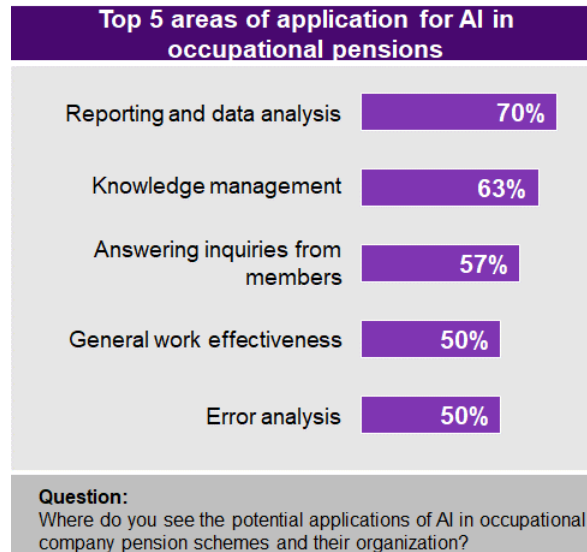 Top 5 areas of application for AI in
occupational pensions
Reporting and data analysis
70%
Knowledge management
63%
Answering inquiries from
members
57%
General work effectiveness
50%
Error analysis
50%
Question:
Where do you see the potential applications of AI in occupational
company pension schemes and their organization?